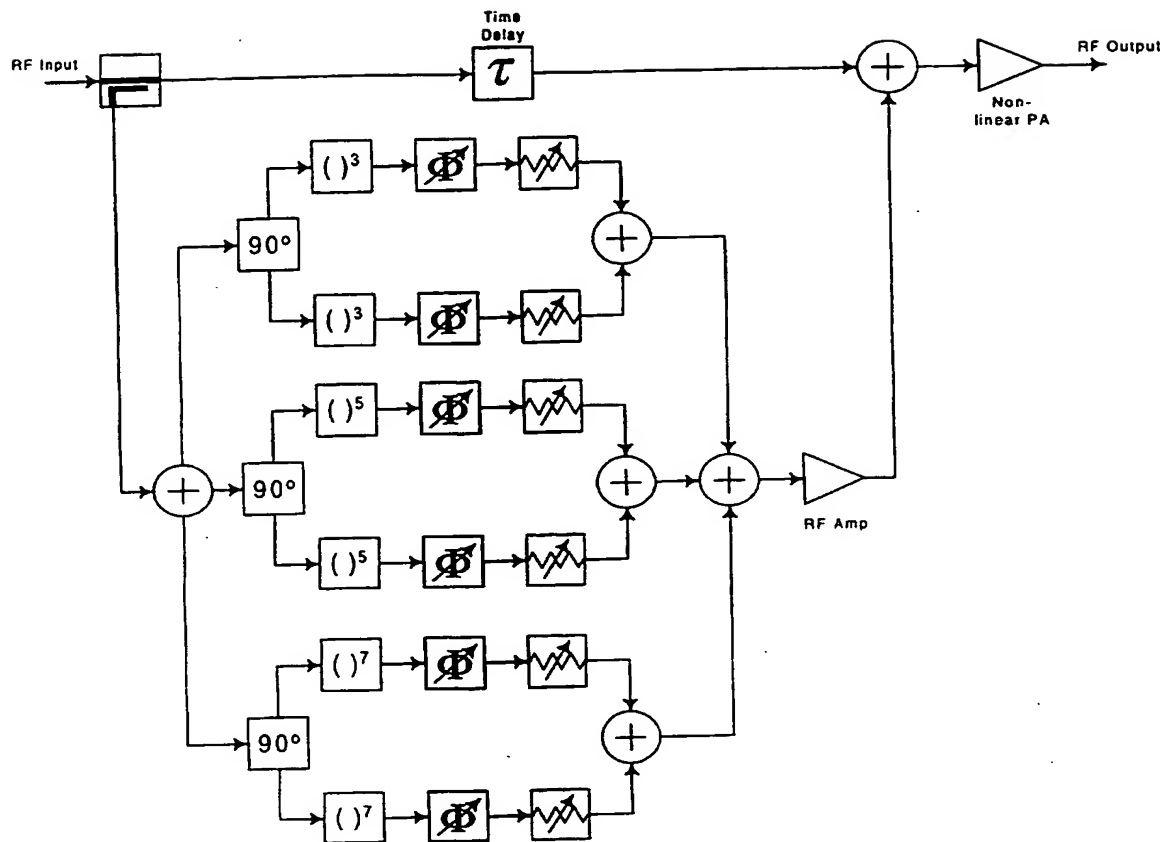 Time
Delay
RF Input
τ
+
RF Output
Non-
linear PA
( )³
Φ
90°
+
( )³
Φ
( )⁵
Φ
+
90°
+
+
RF Amp
( )⁵
Φ
( )⁷
Φ
90°
+
( )⁷
Φ